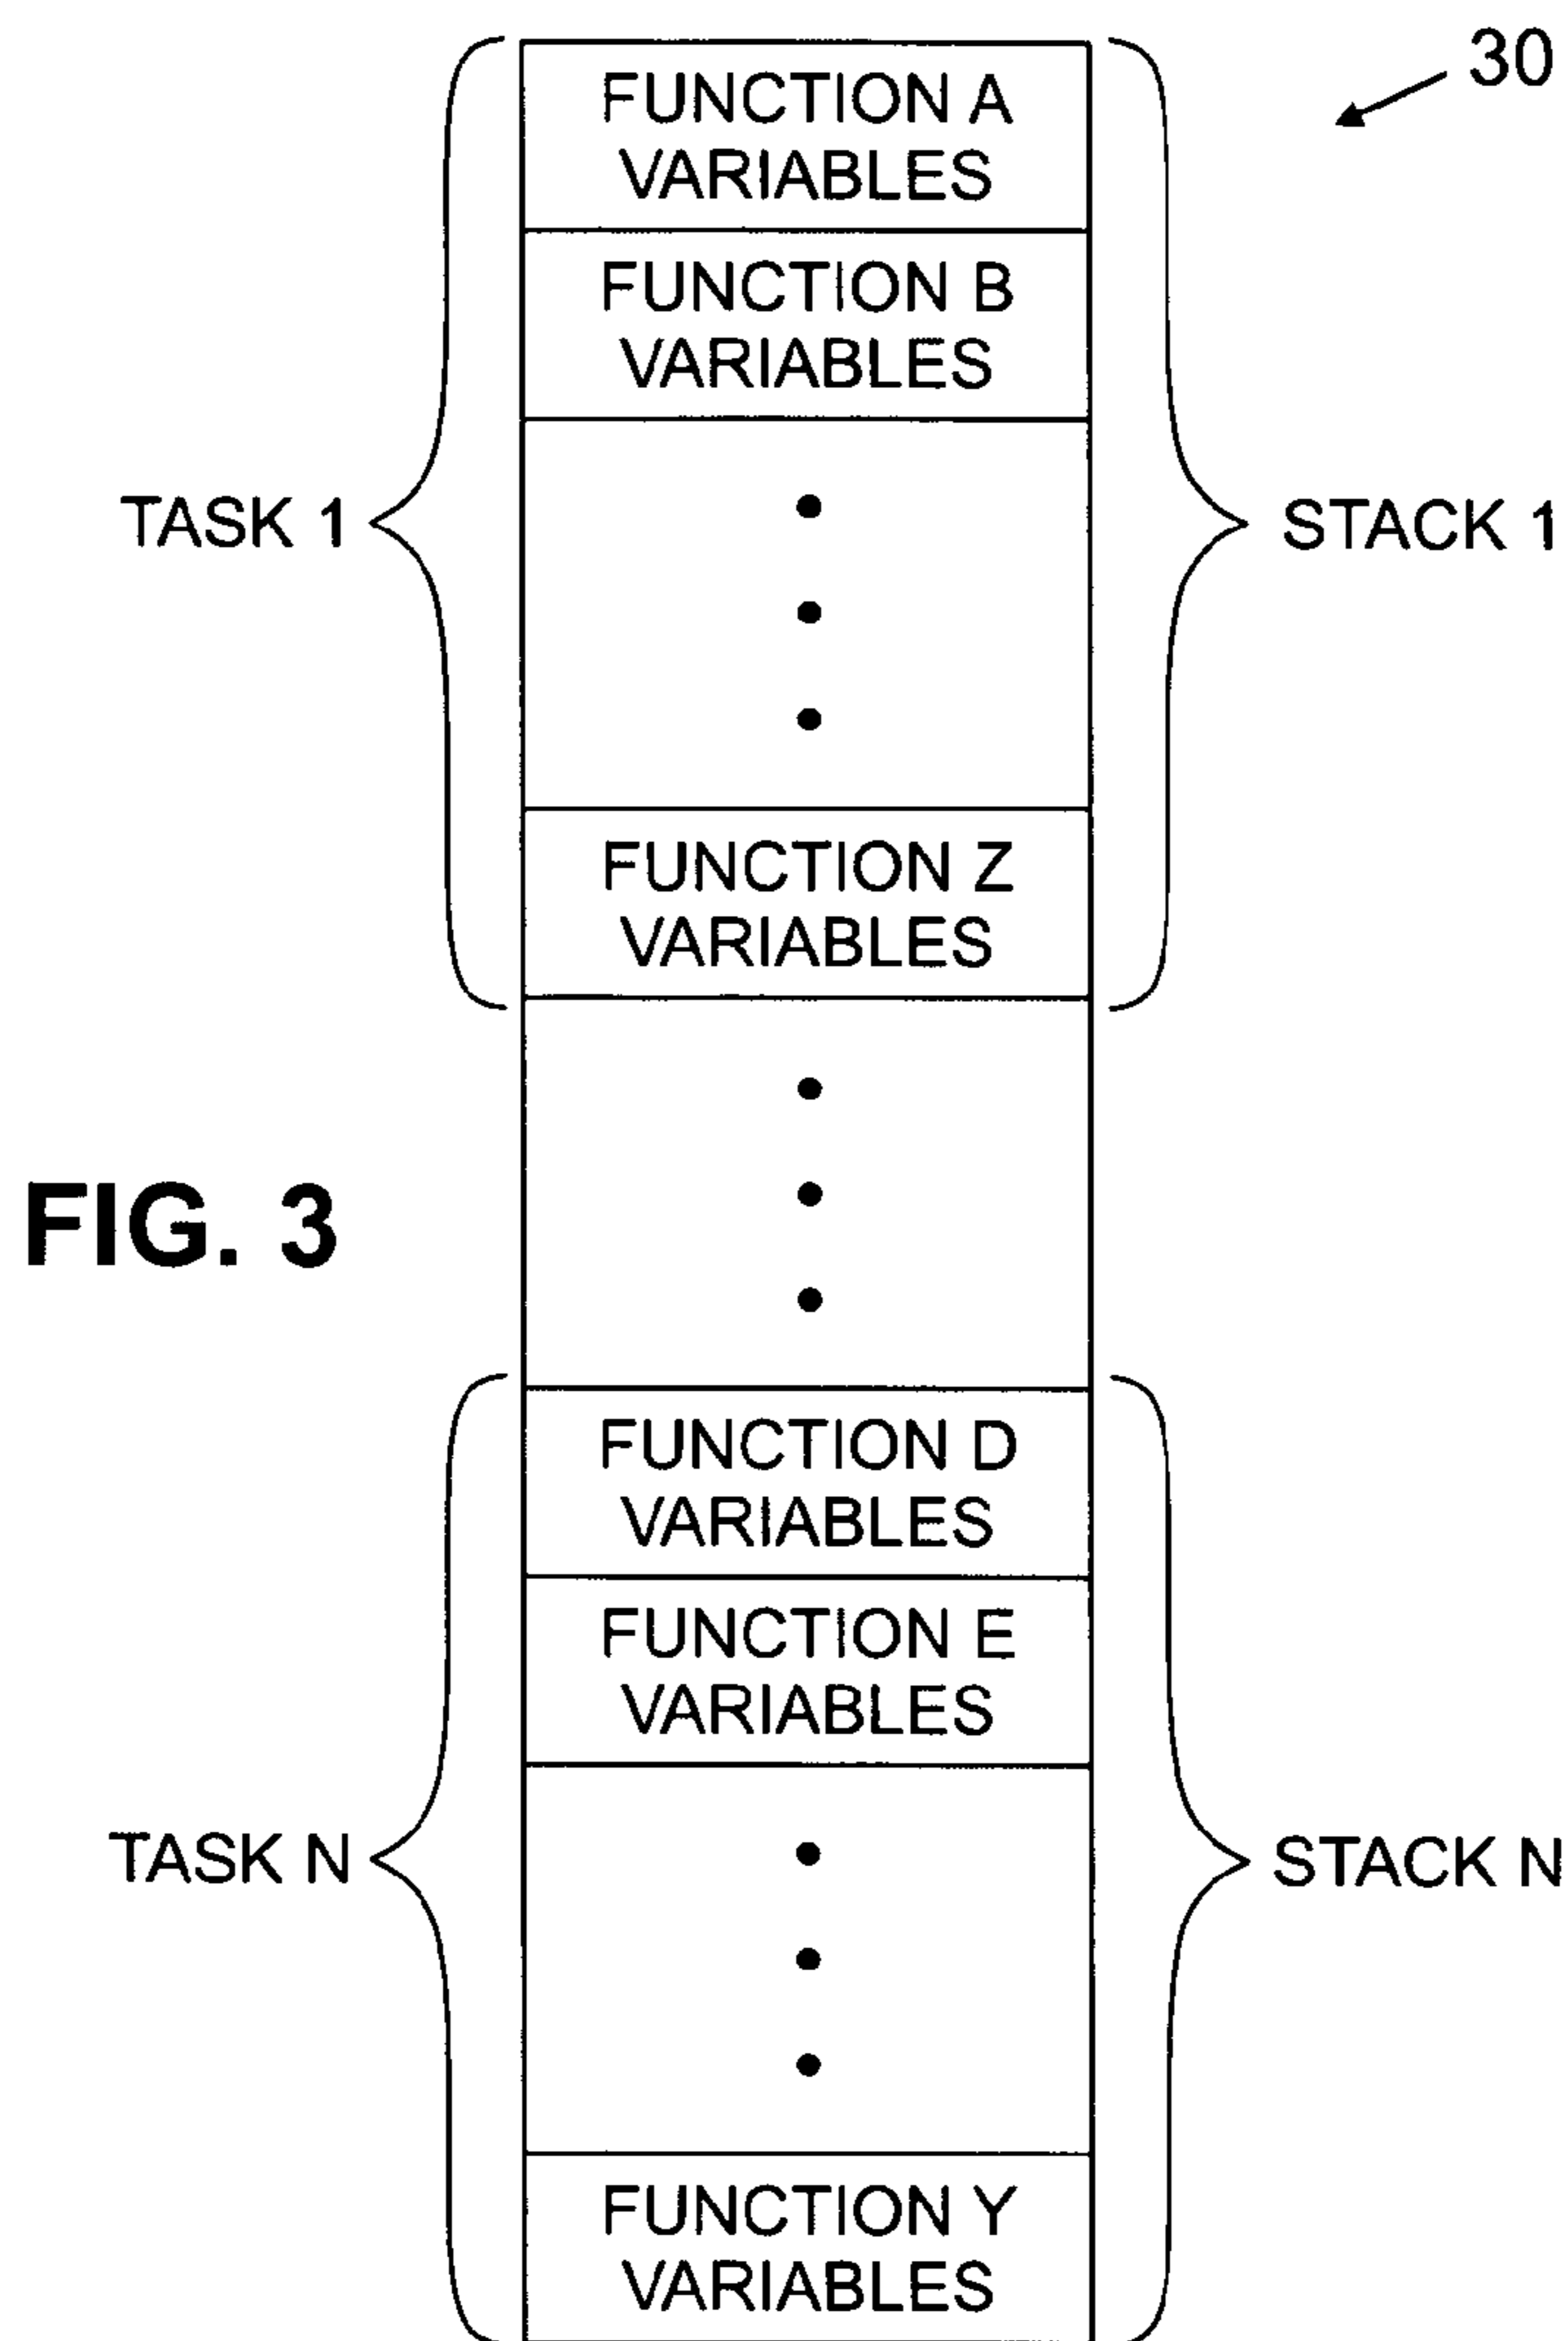 30
FUNCTION A
VARIABLES
FUNCTION B
VARIABLES
TASK 1
STACK 1
FUNCTION Z
VARIABLES
FIG. 3
FUNCTION D
VARIABLES
FUNCTION E
VARIABLES
TASK N
STACK N
FUNCTION Y
VARIABLES